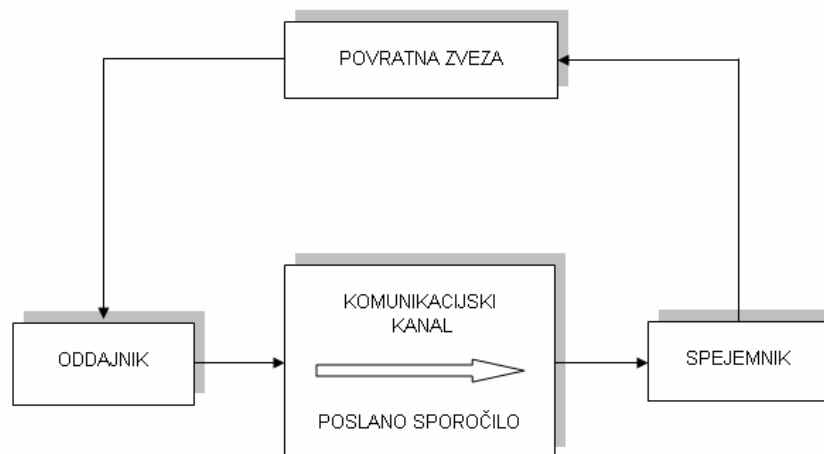 POVRATNA ZVEZA
KOMUNIKACIJSKI
KANAL
ODDAJNIK
SPEJEMNIK
POSLANO SPOROČILO